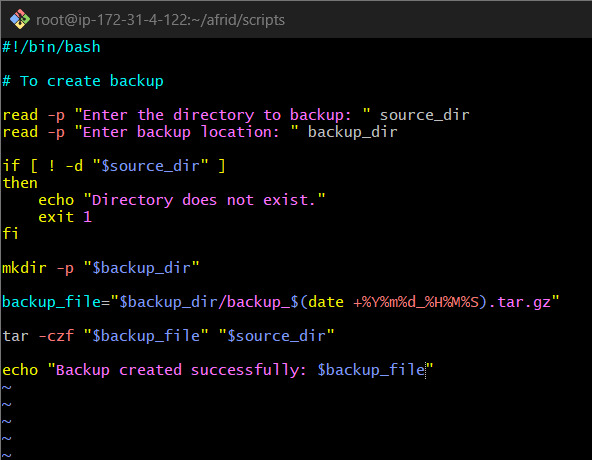 root@ip-172-31-4-122:~/afrid/scripts
#!/bin/bash

# To create backup

read -p "Enter the directory to backup: " source_dir
read -p "Enter backup location: " backup_dir

if [ ! -d "$source_dir" ]
then
    echo "Directory does not exist."
    exit 1
fi

mkdir -p "$backup_dir"

backup_file="$backup_dir/backup_$(date +%Y%m%d_%H%M%S).tar.gz"

tar -czf "$backup_file" "$source_dir"

echo "Backup created successfully: $backup_file"
~
~
~
~
~